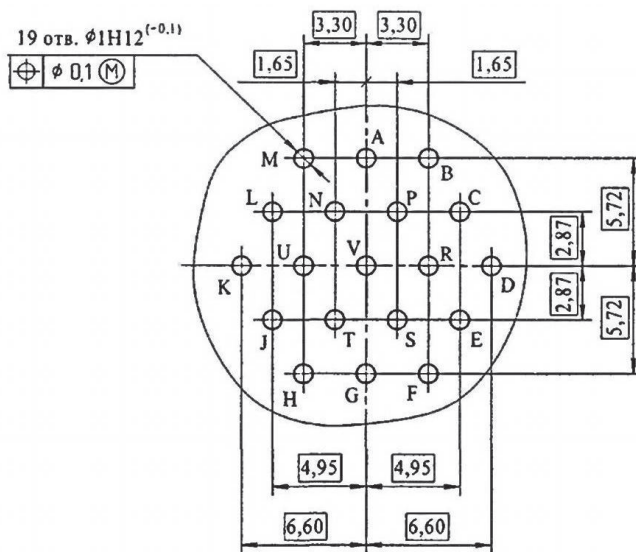 3,30 3,30
19 отв. ϕ1H12(-0,1)
⌖ ϕ 0,1 Ⓜ
1,65 1,65
A
M B
L N P C
5,72
2,87
U V R
K D
2,87
5,72
J T S E
H G F
4,95 4,95
6,60 6,60